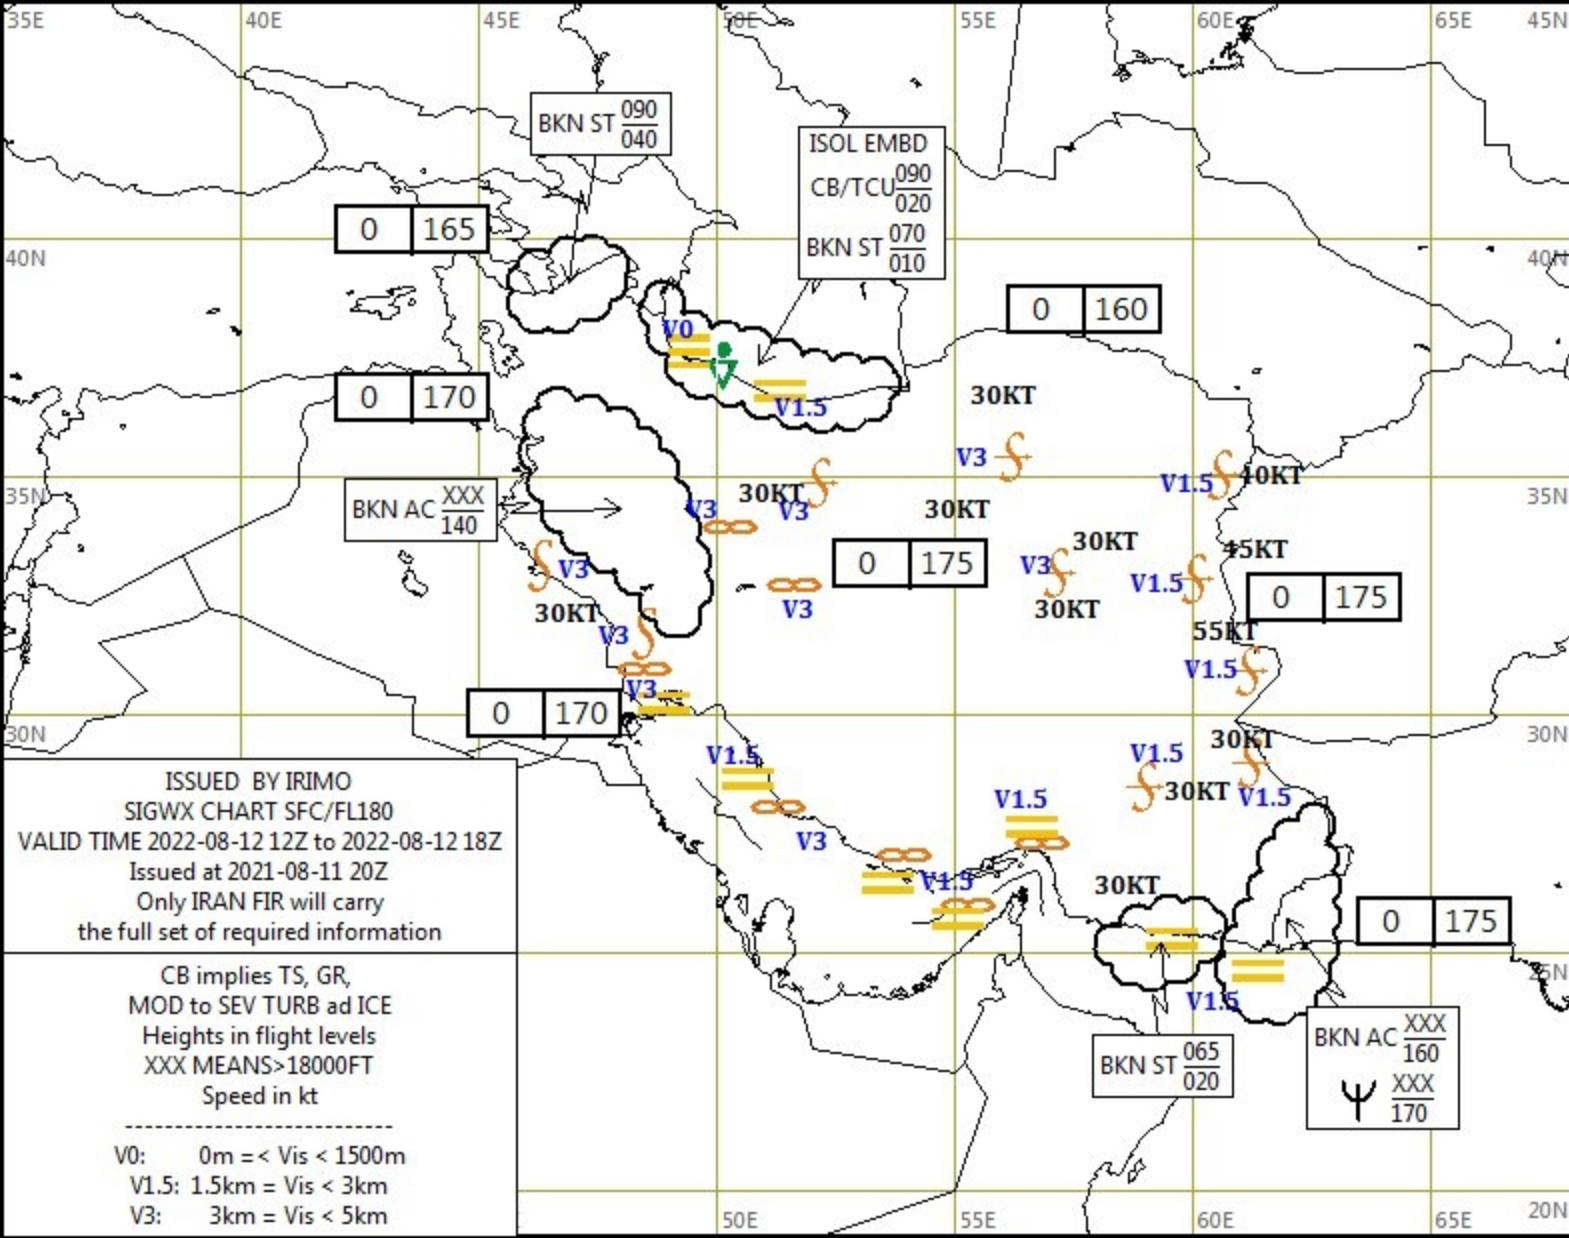 35E 40E 45E 50E 55E 60E 65E 45N
BKN ST 090
040
ISOL EMBD
CB/TCU 090
020
BKN ST 070
010
0 165
40N 40N
0 160
V0
0 170
30KT
V1.5
V3
V1.5 40KT
35N 30KT 35N
BKN AC XXX
140
V3 V3 30KT
30KT 45KT
0 175
V3 V3 V1.5
0 175
30KT V3 30KT
55KT
V3
V1.5
V3
0 170
30N 30N
30KT
V1.5 V1.5
30KT
V1.5 V1.5
V3
V1.5
30KT
0 175
25N
V1.5
BKN ST 065
020
BKN AC XXX
160
XXX
170
ISSUED BY IRIMO
SIGWX CHART SFC/FL180
VALID TIME 2022-08-12 12Z to 2022-08-12 18Z
Issued at 2021-08-11 20Z
Only IRAN FIR will carry
the full set of required information
CB implies TS, GR,
MOD to SEV TURB ad ICE
Heights in flight levels
XXX MEANS>18000FT
Speed in kt
--------------------------
V0: 0m =< Vis < 1500m
V1.5: 1.5km = Vis < 3km
V3: 3km = Vis < 5km
50E 55E 60E 65E 20N